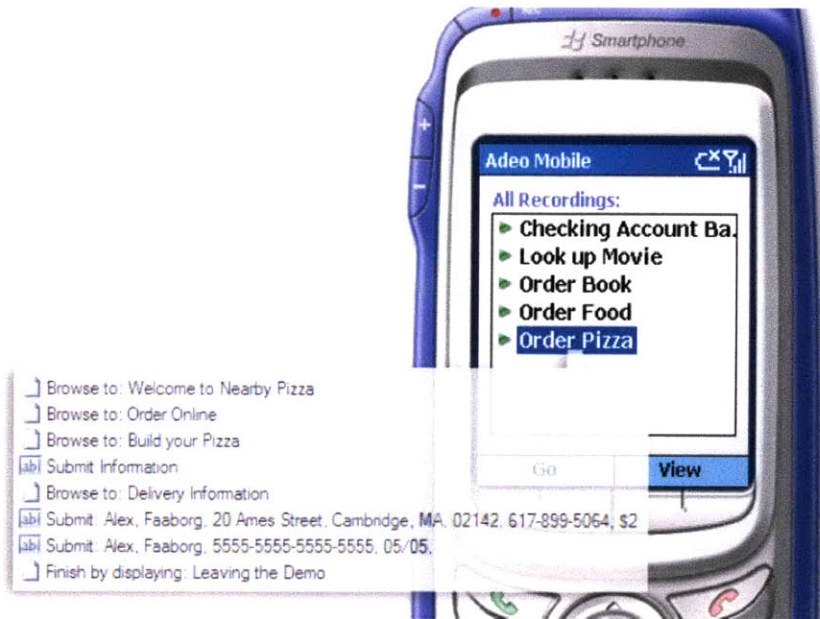 REC
Smartphone
+
-
Adeo Mobile
All Recordings:
Checking Account Ba.
Look up Movie
Order Book
Order Food
Order Pizza
Go
View
Browse to: Welcome to Nearby Pizza
Browse to: Order Online
Browse to: Build your Pizza
abl Submit Information
Browse to: Delivery Information
abl Submit: Alex, Faaborg, 20 Ames Street, Cambridge, MA, 02142, 617-899-5064, $2
abl Submit: Alex, Faaborg, 5555-5555-5555-5555, 05/05,
Finish by displaying: Leaving the Demo